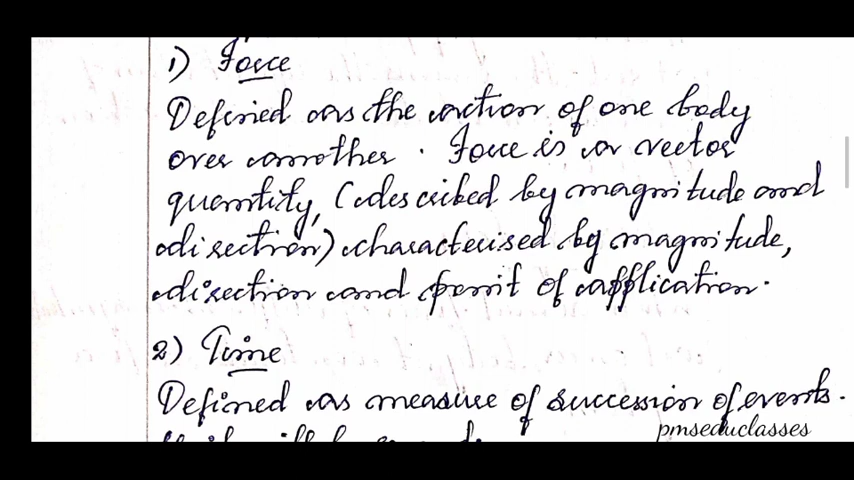 1) Force
Defined as the action of one body
over another. Force is a vector
quantity, (described by magnitude and
direction) characterised by magnitude,
direction and point of application.
2) Time
Defined as measure of succession of events.
pmseduclasses